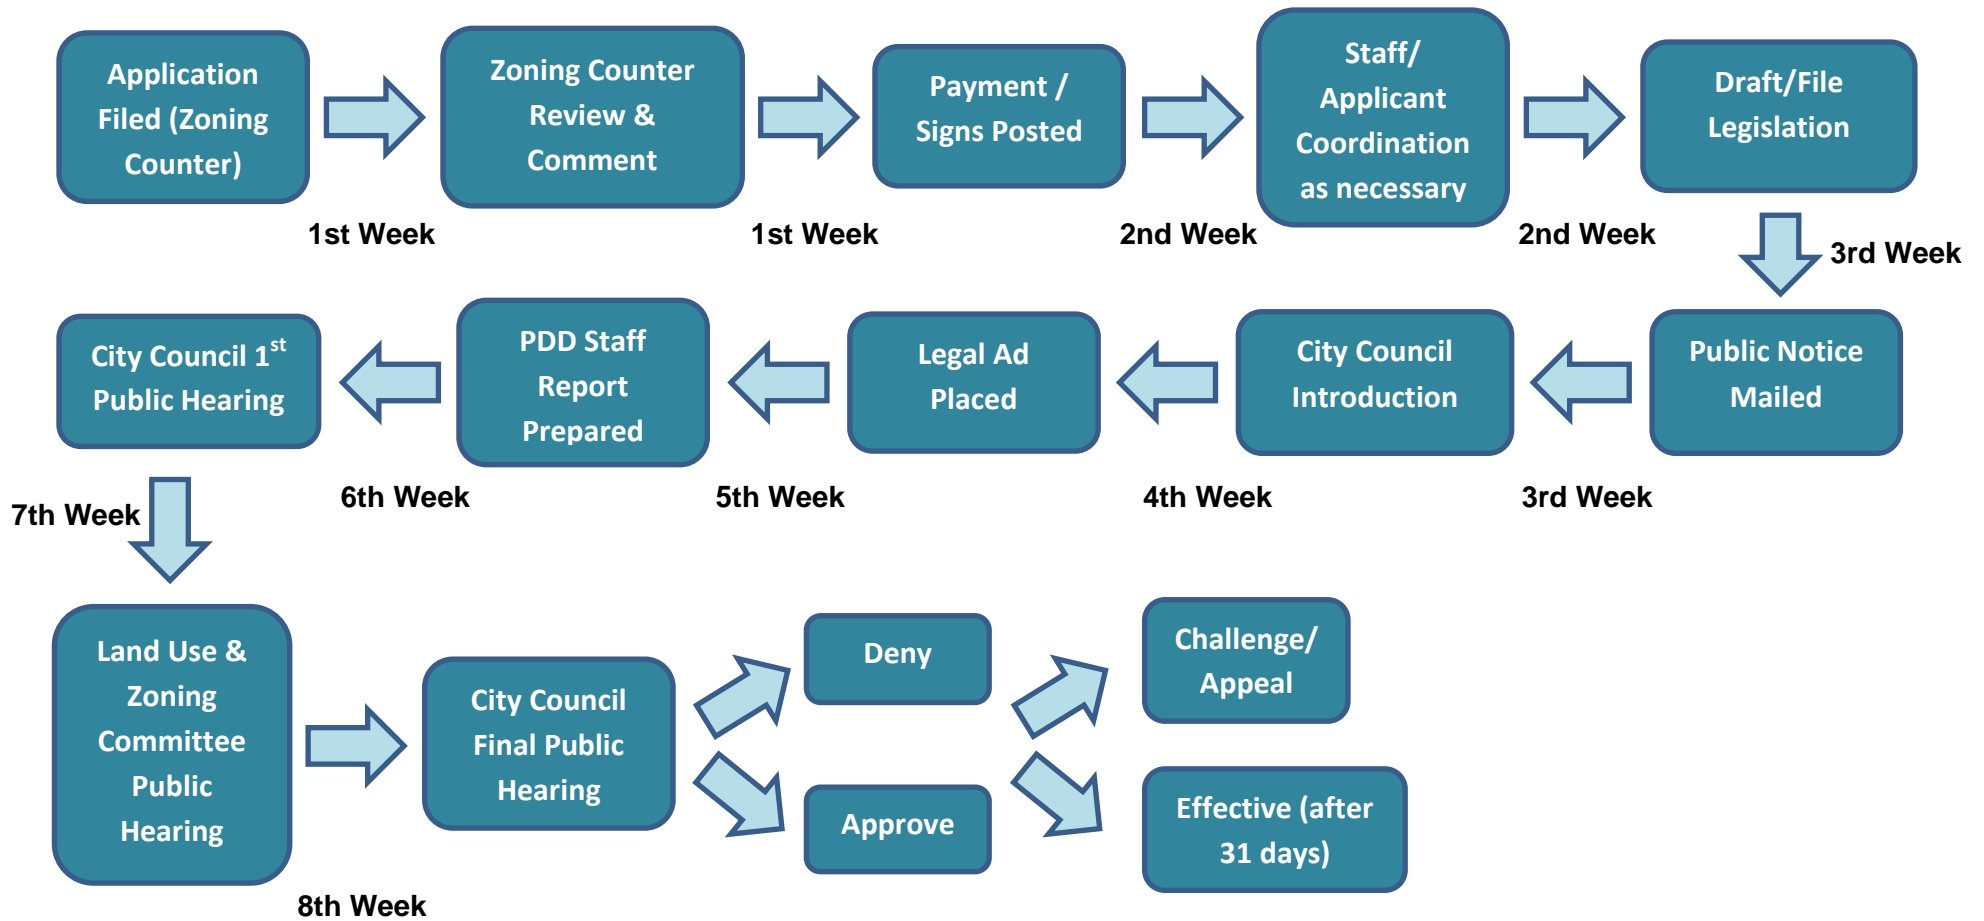 Application
Filed (Zoning
Counter)
Zoning Counter
Review &
Comment
Payment /
Signs Posted
Staff/
Applicant
Coordination
as necessary
Draft/File
Legislation
1st Week
1st Week
2nd Week
2nd Week
3rd Week
Public Notice
Mailed
City Council
Introduction
Legal Ad
Placed
PDD Staff
Report
Prepared
City Council 1st
Public Hearing
3rd Week
4th Week
5th Week
6th Week
7th Week
Land Use &
Zoning
Committee
Public
Hearing
8th Week
City Council
Final Public
Hearing
Deny
Approve
Challenge/
Appeal
Effective (after
31 days)